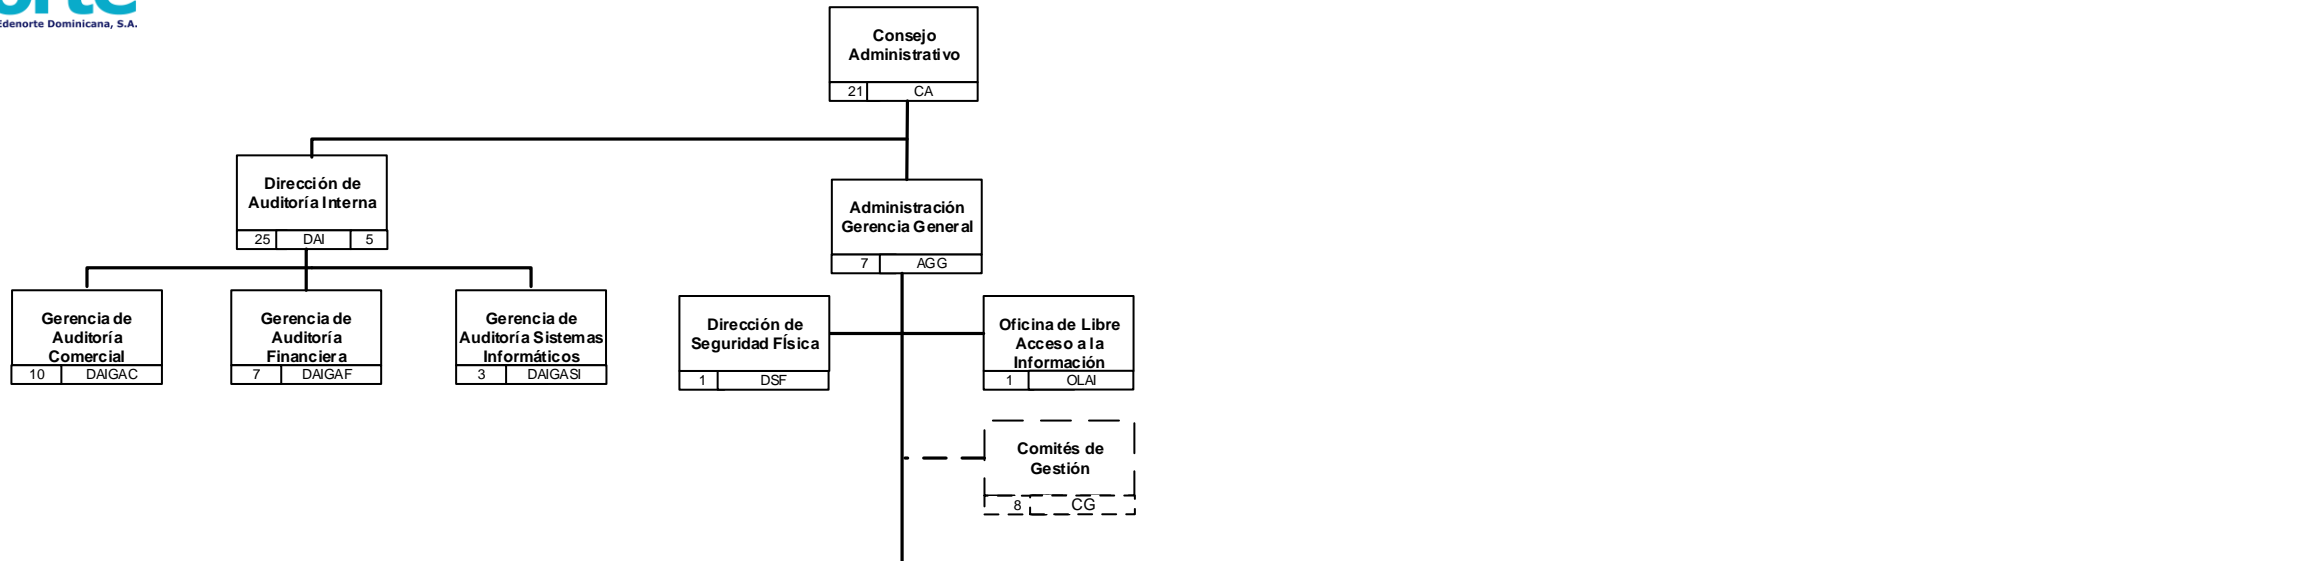 Edenorte Dominicana, S.A.
Consejo
Administrativo
21 CA
Dirección de
Auditoría Interna
25 DAI 5
Administración
Gerencia General
7 AGG
Gerencia de
Auditoría
Comercial
10 DAIGAC
Gerencia de
Auditoría
Financiera
7 DAIGAF
Gerencia de
Auditoría Sistemas
Informáticos
3 DAIGASI
Dirección de
Seguridad FÍsica
1 DSF
Oficina de Libre
Acceso a la
Información
1 OLAI
Comités de
Gestión
8 CG